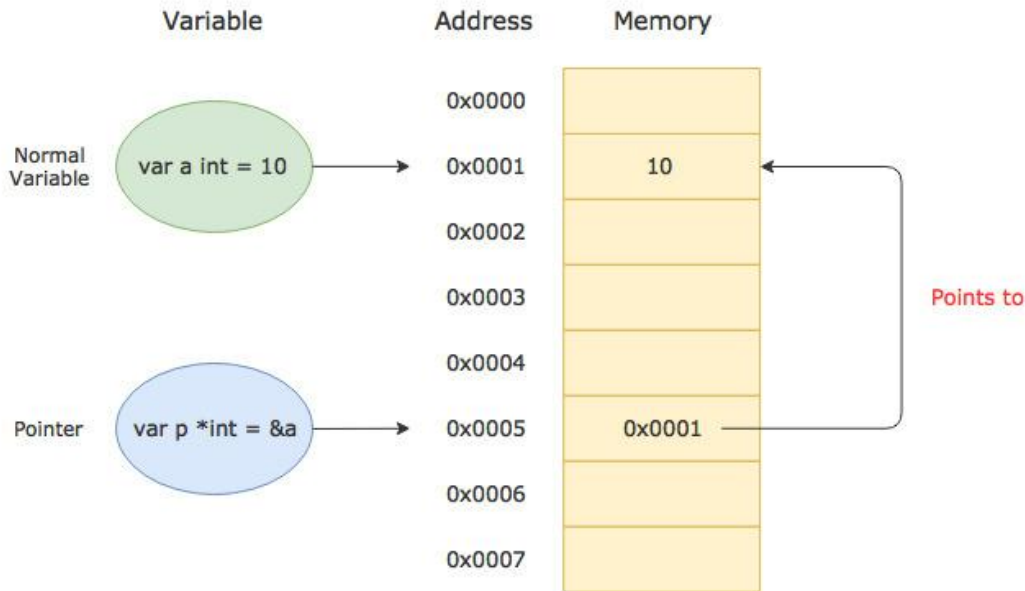 Variable Address Memory
0x0000
Normal
Variable
var a int = 10
0x0001
10
0x0002
0x0003
Points to
0x0004
Pointer
var p *int = &a
0x0005
0x0001
0x0006
0x0007